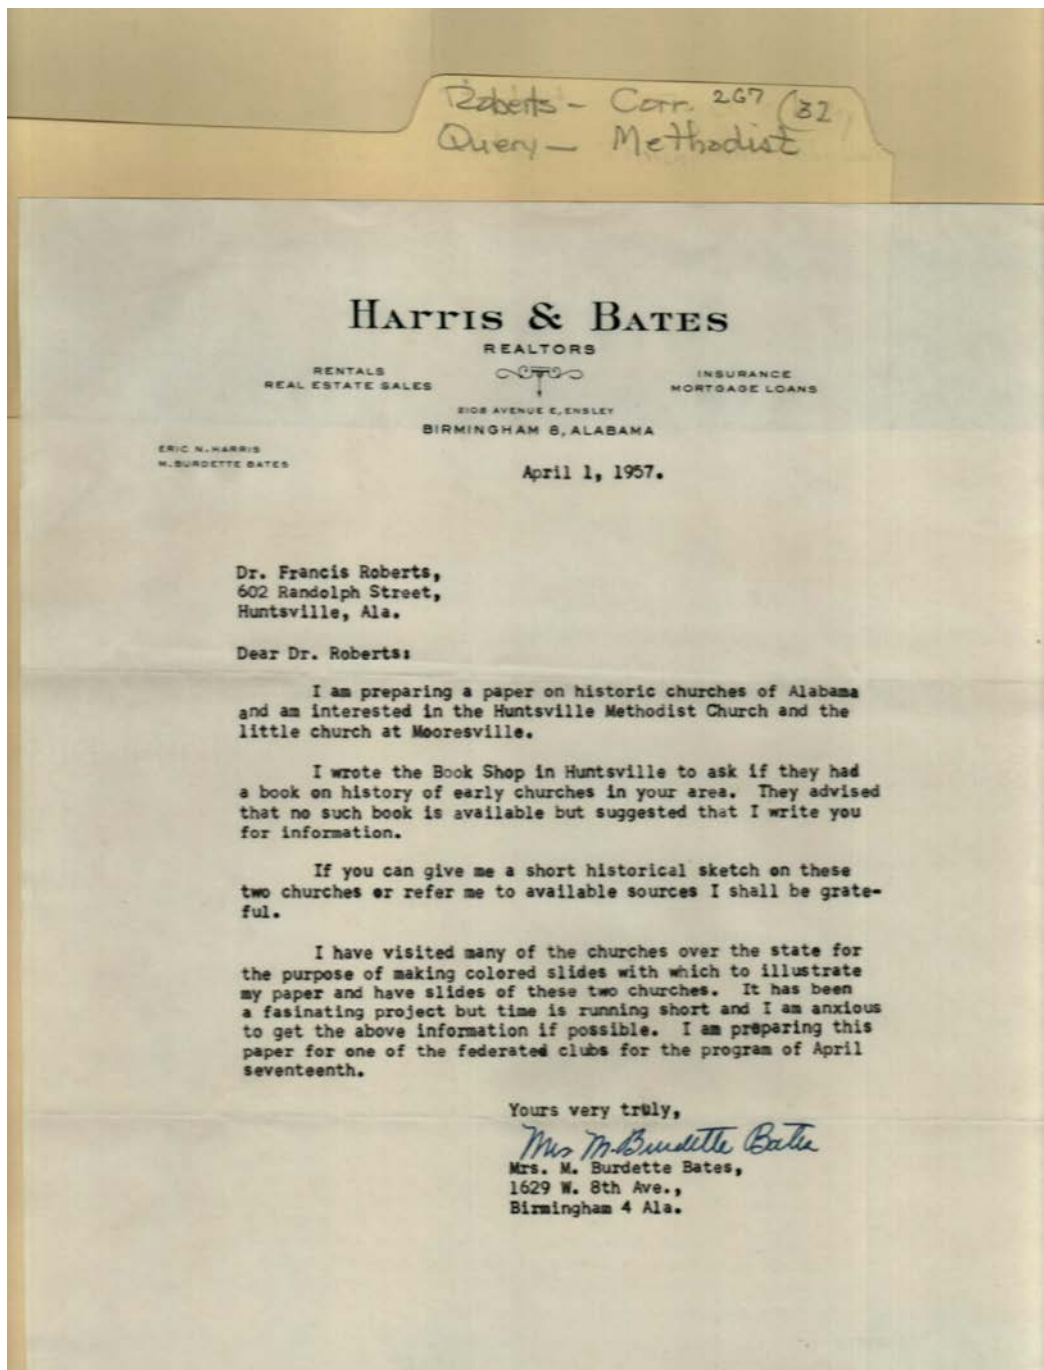 Roberts - Corr. 267 (32
Query - Methodist
HARRIS & BATES
REALTORS
RENTALS
REAL ESTATE SALES
INSURANCE
MORTGAGE LOANS
2108 AVENUE E, ENSLEY
BIRMINGHAM 8, ALABAMA
ERIC N. HARRIS
M. BURDETTE BATES
April 1, 1957.
Dr. Francis Roberts,
602 Randolph Street,
Huntsville, Ala.
Dear Dr. Roberts:
I am preparing a paper on historic churches of Alabama
and am interested in the Huntsville Methodist Church and the
little church at Mooresville.
I wrote the Book Shop in Huntsville to ask if they had
a book on history of early churches in your area. They advised
that no such book is available but suggested that I write you
for information.
If you can give me a short historical sketch on these
two churches or refer me to available sources I shall be grate-
ful.
I have visited many of the churches over the state for
the purpose of making colored slides with which to illustrate
my paper and have slides of these two churches. It has been
a fasinating project but time is running short and I am anxious
to get the above information if possible. I am preparing this
paper for one of the federated clubs for the program of April
seventeenth.
Yours very truly,
Mrs M. Burdette Bates
Mrs. M. Burdette Bates,
1629 W. 8th Ave.,
Birmingham 4 Ala.